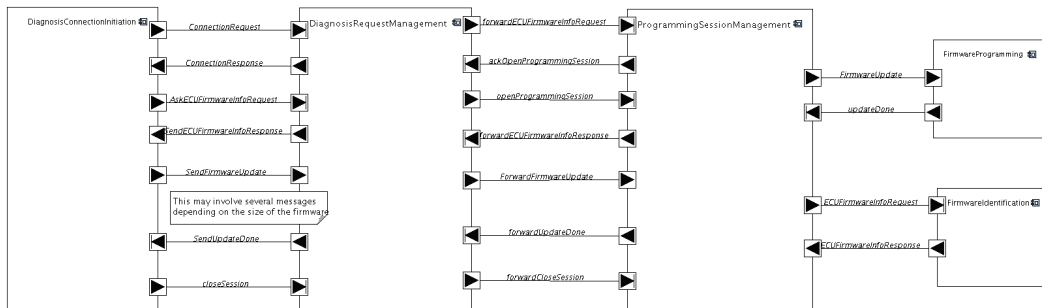 DiagnosisConnectionInitiation
ConnectionRequest
ConnectionResponse
AskECUFirmwareInfoRequest
SendECUFirmwareInfoResponse
SendFirmwareUpdate
This may involve several messages
depending on the size of the firmware
SendUpdateDone
closeSession
DiagnosisRequestManagement
forwardECUFirmwareInfoRequest
ackOpenProgrammingSession
openProgrammingSession
forwardECUFirmwareInfoResponse
ForwardFirmwareUpdate
forwardUpdateDone
forwardCloseSession
ProgrammingSessionManagement
FirmwareUpdate
updateDone
ECUFirmwareInfoRequest
ECUFirmwareInfoResponse
FirmwareProgramming
FirmwareIdentification